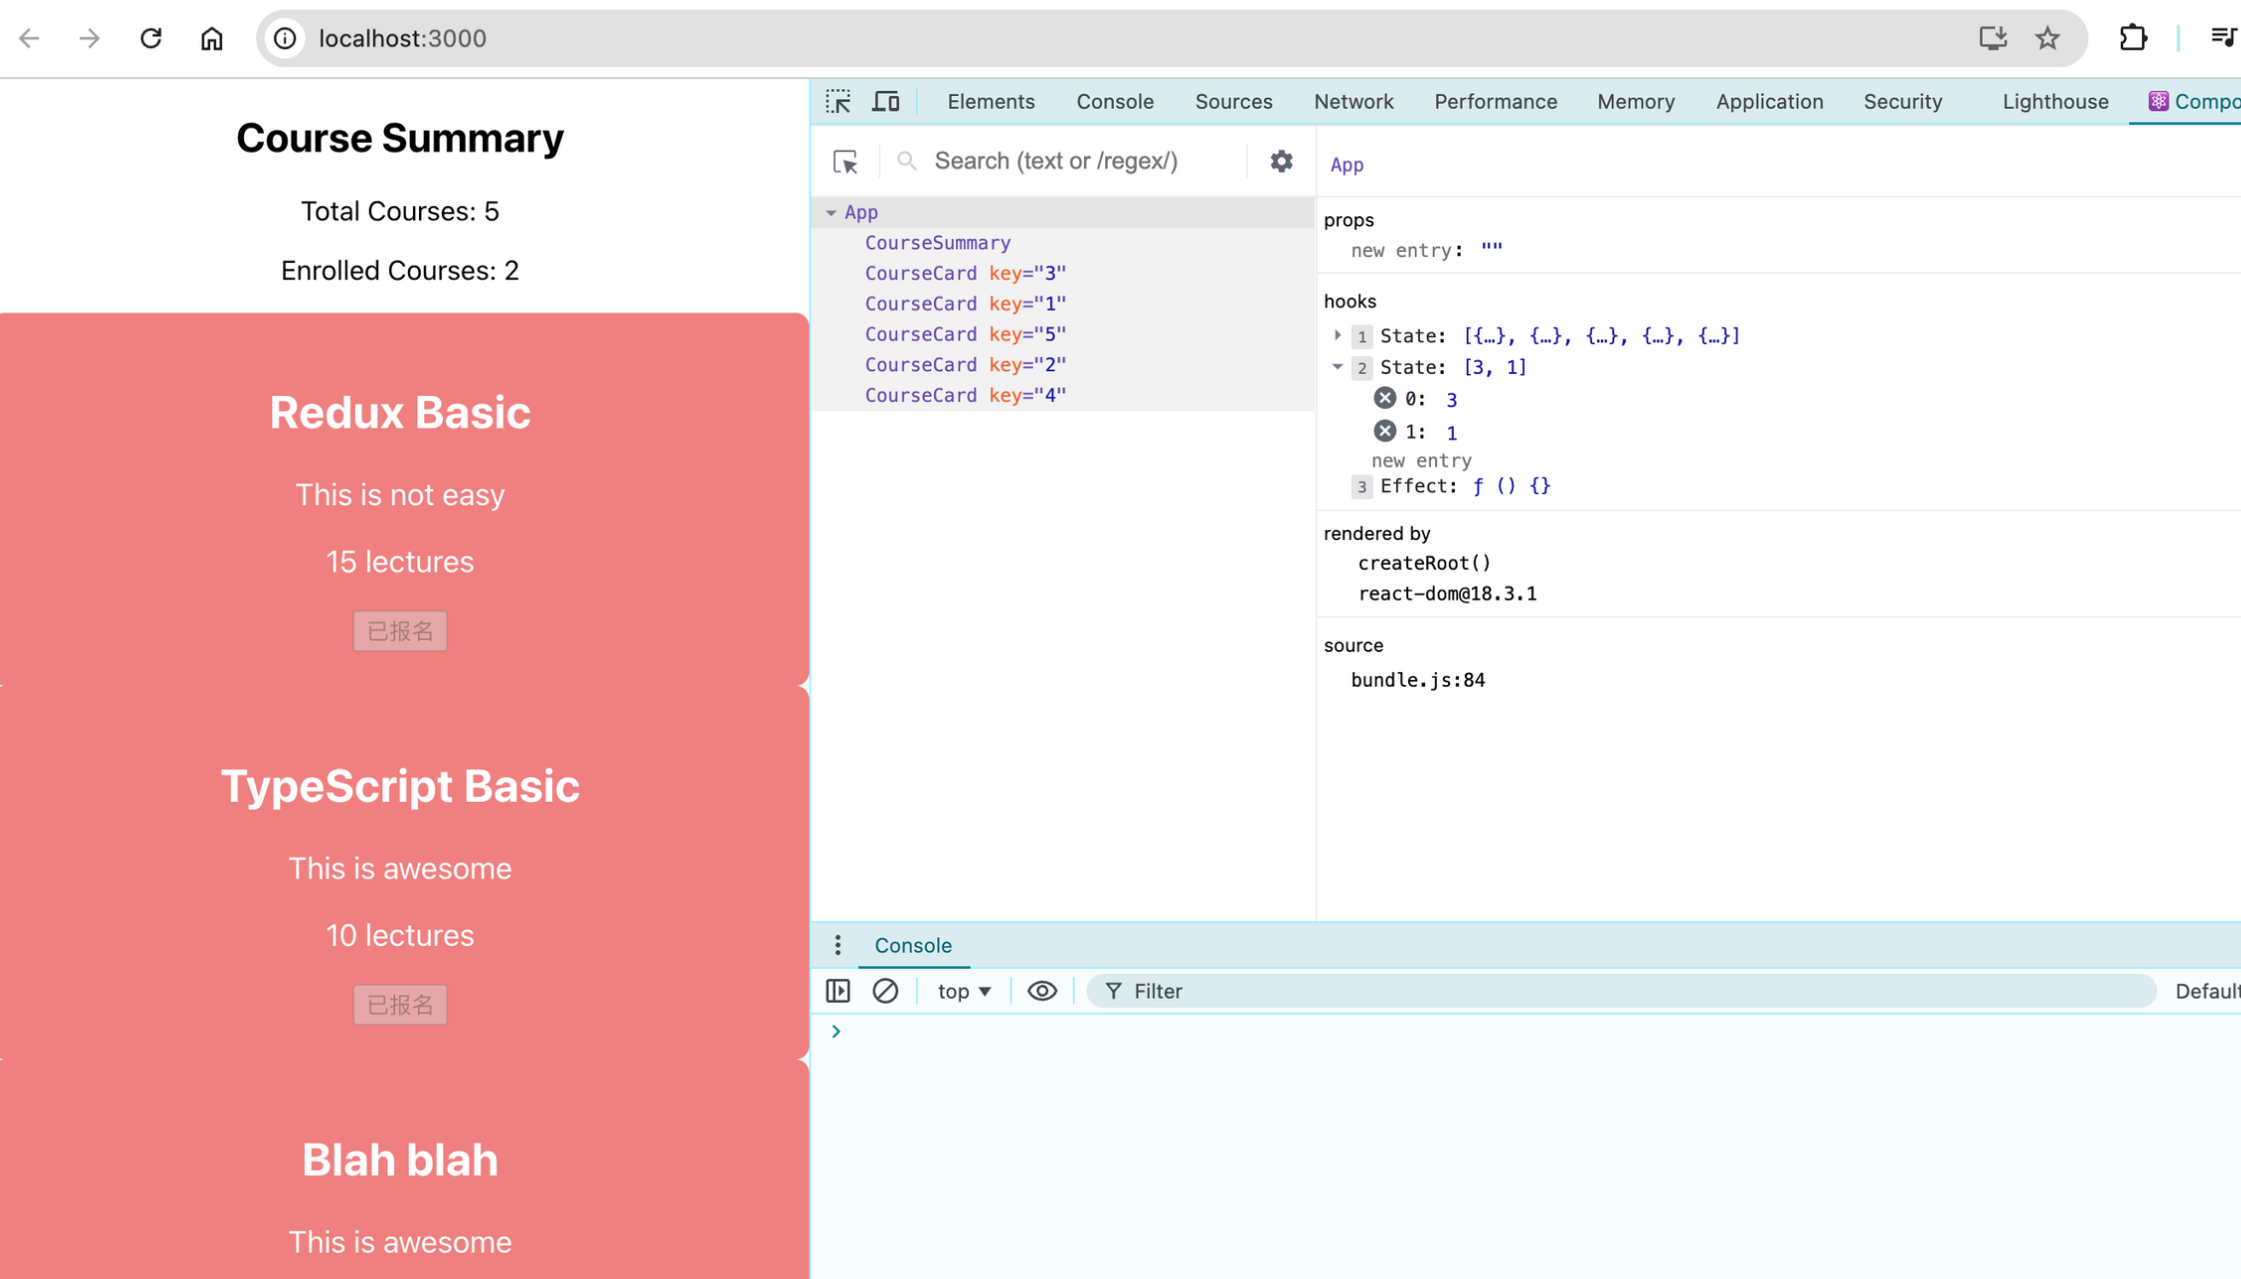 localhost:3000
Course Summary
Total Courses: 5
Enrolled Courses: 2
Redux Basic
This is not easy
15 lectures
已报名
TypeScript Basic
This is awesome
10 lectures
已报名
Blah blah
This is awesome
Elements Console Sources Network Performance Memory Application Security Lighthouse Compo
Search (text or /regex/)
App
CourseSummary
CourseCard key="3"
CourseCard key="1"
CourseCard key="5"
CourseCard key="2"
CourseCard key="4"
App
props
new entry: ""
hooks
1 State: [{…}, {…}, {…}, {…}, {…}]
2 State: [3, 1]
0: 3
1: 1
new entry
3 Effect: ƒ () {}
rendered by
createRoot()
react-dom@18.3.1
source
bundle.js:84
Console
top Filter Default